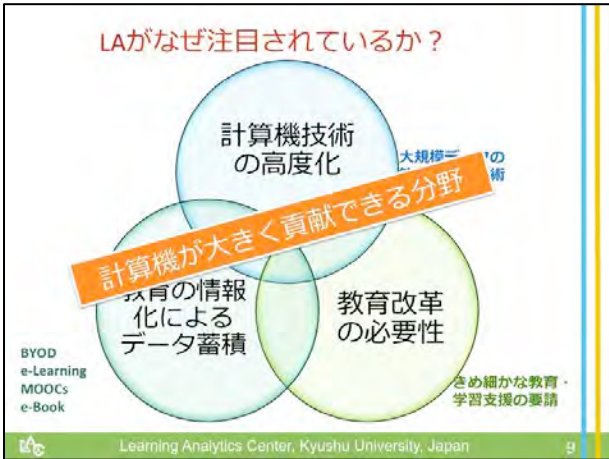 LAがなぜ注目されているか？
計算機技術
の高度化
大規模データの
術
計算機が大きく貢献できる分野
教育の情報
化による
データ蓄積
教育改革
の必要性
BYOD
e-Learning
MOOCs
e-Book
きめ細かな教育・
学習支援の要請
Learning Analytics Center, Kyushu University, Japan
9